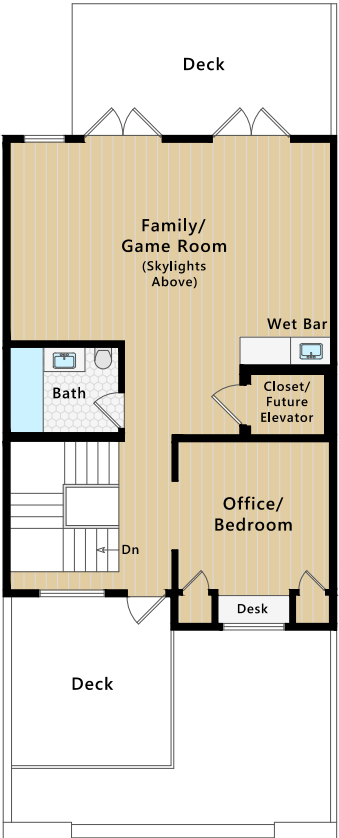 Deck
Family/
Game Room
(Skylights
Above)
Wet Bar
Bath
Closet/
Future
Elevator
Office/
Bedroom
Dn
Desk
Deck